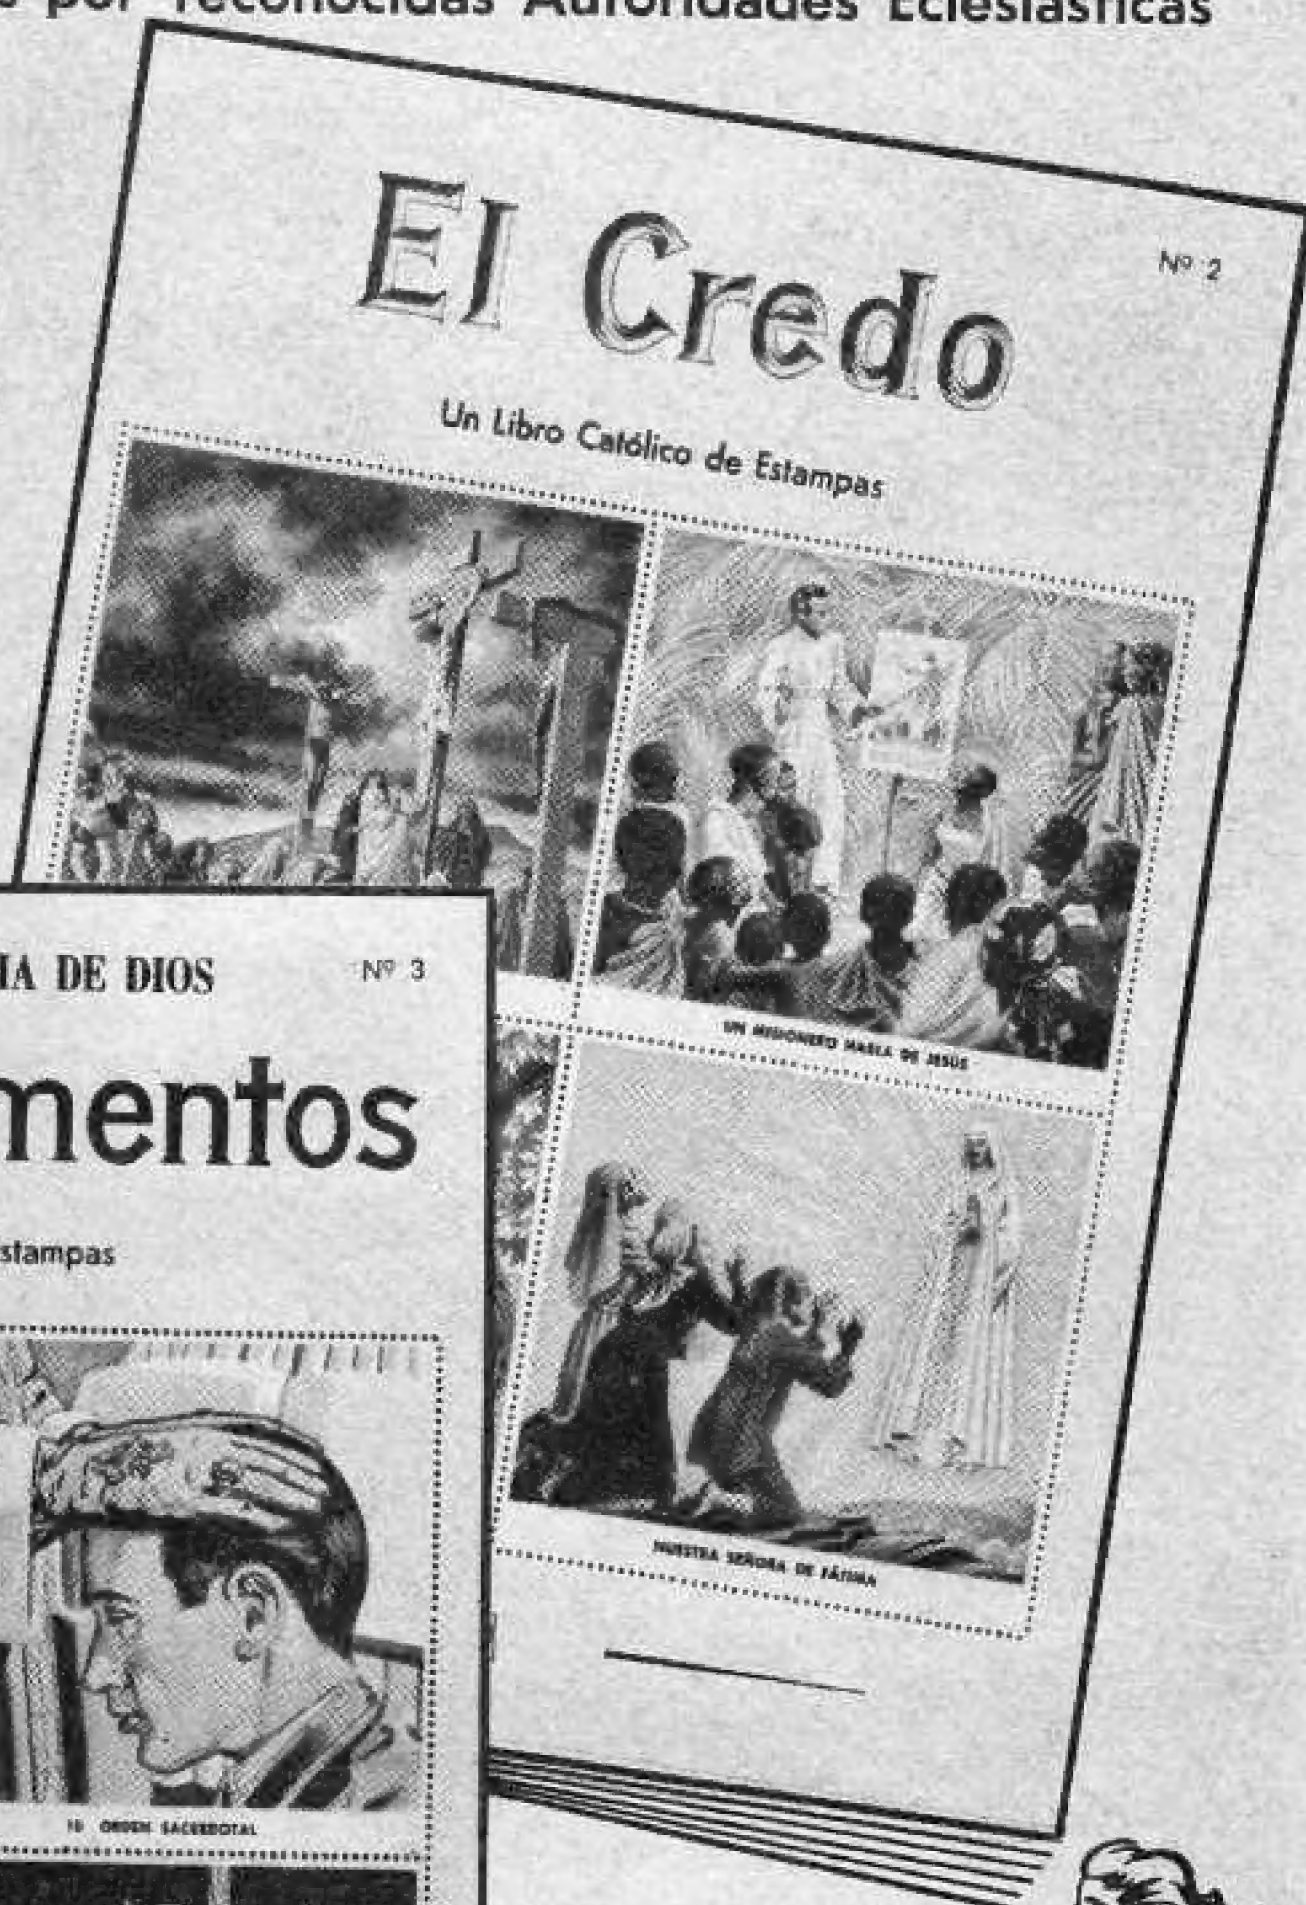 por reconocidas Autoridades Eclesiásticas
El Credo
Nº 2
Un Libro Católico de Estampas
UN MISIONERO HABLA DE JESUS
NUESTRA SEÑORA DE FÁTIMA
IA DE DIOS
Nº 3
mentos
stampas
10 ORDEN SACERDOTAL